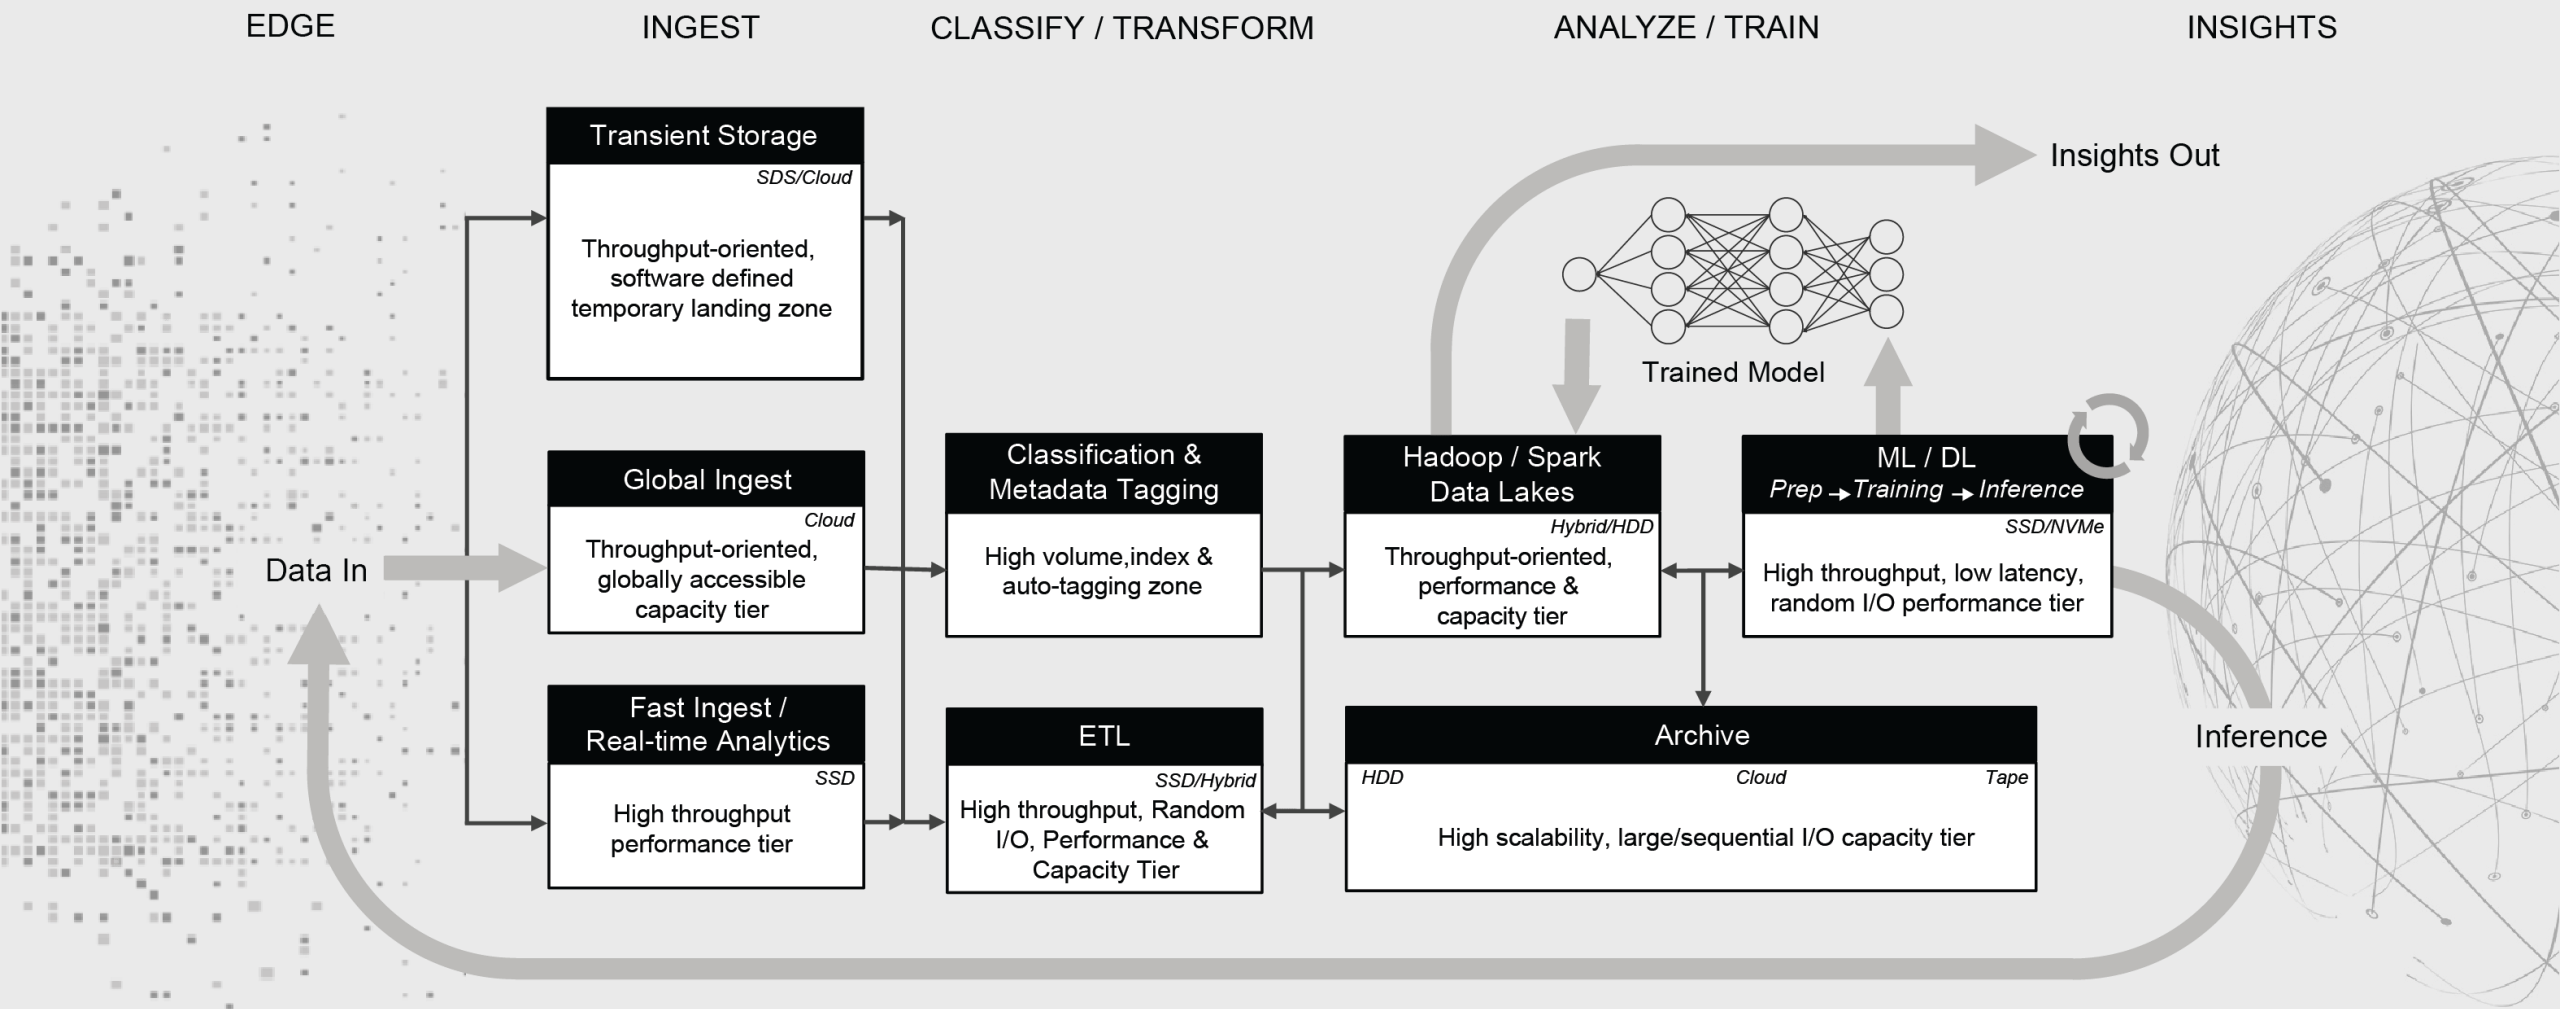 EDGE
INGEST
CLASSIFY / TRANSFORM
ANALYZE / TRAIN
INSIGHTS
Data In
Transient Storage
SDS/Cloud
Throughput-oriented,
software defined
temporary landing zone
Global Ingest
Cloud
Throughput-oriented,
globally accessible
capacity tier
Fast Ingest /
Real-time Analytics
SSD
High throughput
performance tier
Classification &
Metadata Tagging
High volume,index &
auto-tagging zone
ETL
SSD/Hybrid
High throughput, Random
I/O, Performance &
Capacity Tier
Insights Out
Trained Model
Hadoop / Spark
Data Lakes
Hybrid/HDD
Throughput-oriented,
performance &
capacity tier
ML / DL
Prep → Training → Inference
SSD/NVMe
High throughput, low latency,
random I/O performance tier
Archive
HDD Cloud Tape
High scalability, large/sequential I/O capacity tier
Inference